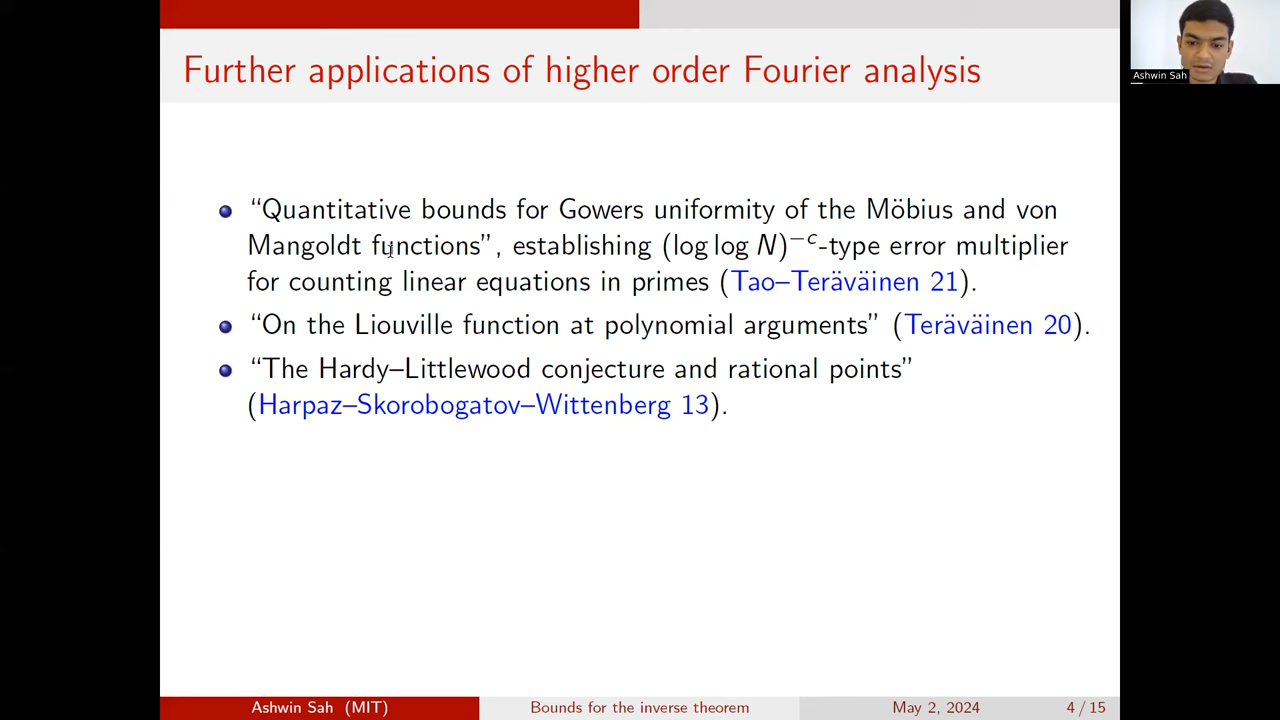 Further applications of higher order Fourier analysis
Ashwin Sah
“Quantitative bounds for Gowers uniformity of the Möbius and von
Mangoldt functions”, establishing (log log N)^{−c}-type error multiplier
for counting linear equations in primes (Tao–Teräväinen 21).
“On the Liouville function at polynomial arguments” (Teräväinen 20).
“The Hardy–Littlewood conjecture and rational points”
(Harpaz–Skorobogatov–Wittenberg 13).
Ashwin Sah (MIT)
Bounds for the inverse theorem
May 2, 2024
4 / 15